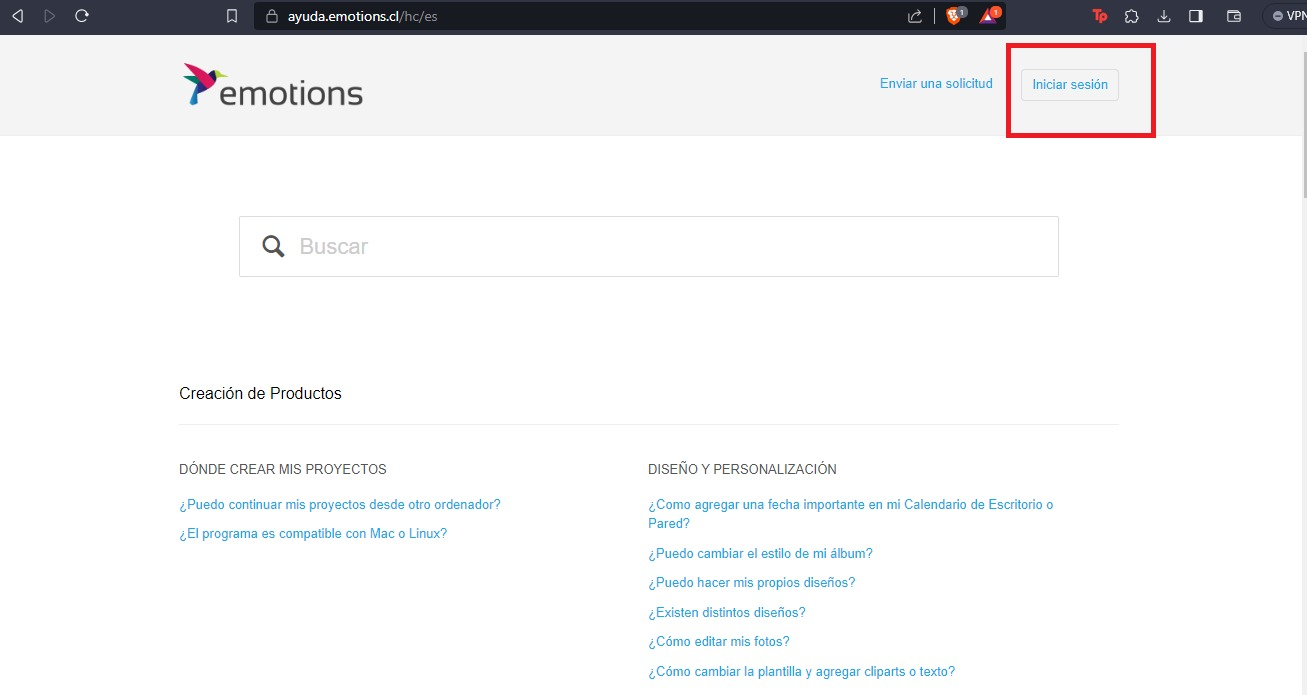 ayuda.emotions.cl/hc/es
1
1
Tp
VPN
emotions
Enviar una solicitud
Iniciar sesión
Buscar
Creación de Productos
DÓNDE CREAR MIS PROYECTOS
¿Puedo continuar mis proyectos desde otro ordenador?
¿El programa es compatible con Mac o Linux?
DISEÑO Y PERSONALIZACIÓN
¿Como agregar una fecha importante en mi Calendario de Escritorio o
Pared?
¿Puedo cambiar el estilo de mi álbum?
¿Puedo hacer mis propios diseños?
¿Existen distintos diseños?
¿Cómo editar mis fotos?
¿Cómo cambiar la plantilla y agregar cliparts o texto?